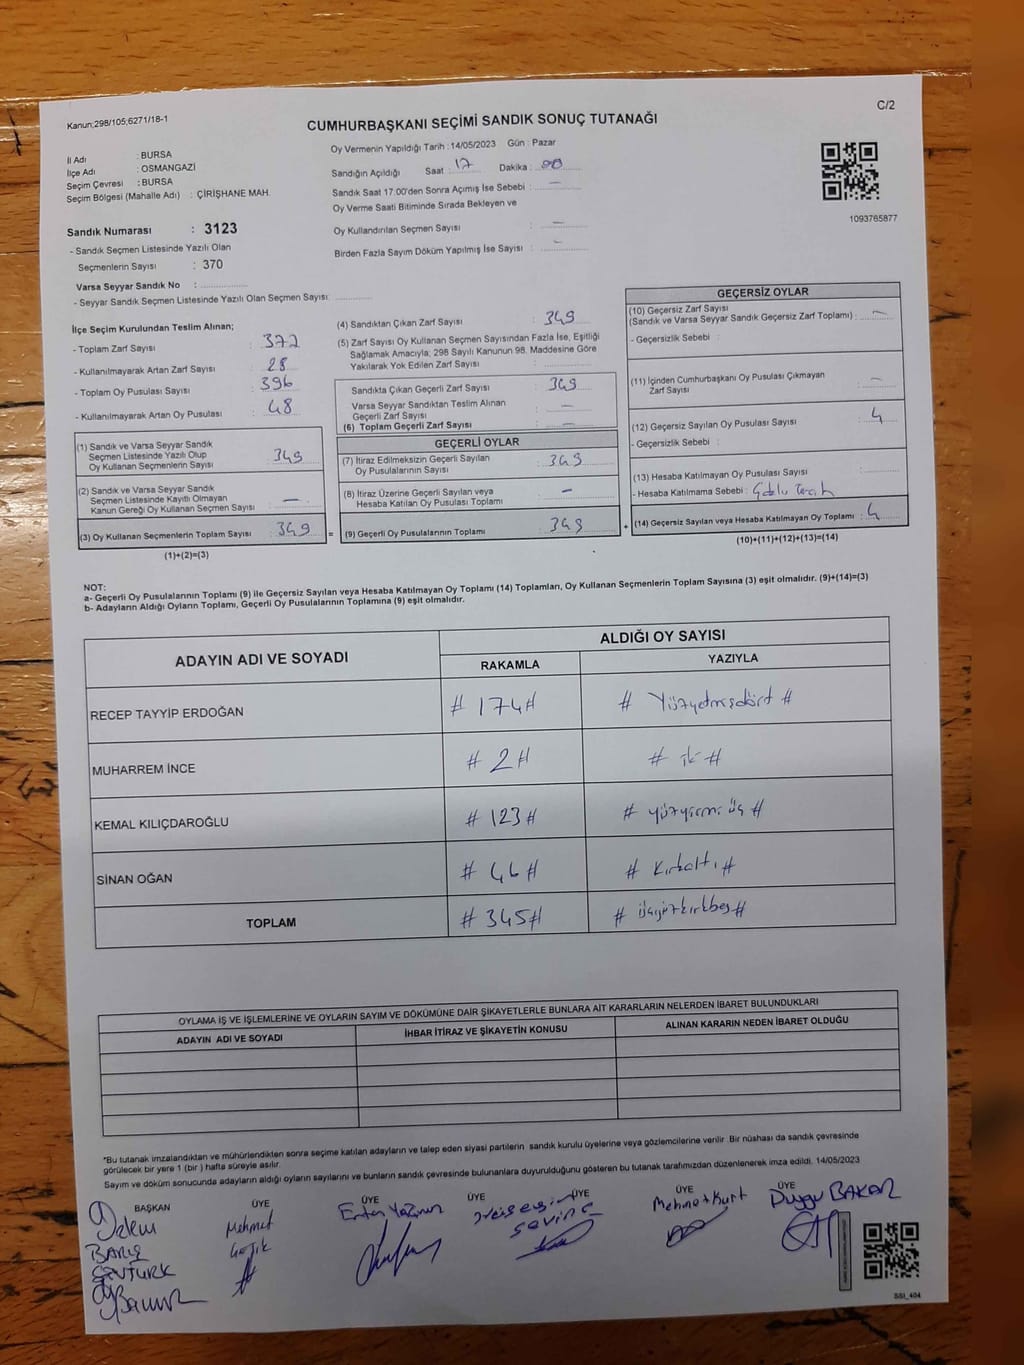 Kanun;298/105;6271/18-1
C/2
CUMHURBAŞKANI SEÇİMİ SANDIK SONUÇ TUTANAĞI
İl Adı : BURSA
İlçe Adı : OSMANGAZİ
Seçim Çevresi : BURSA
Seçim Bölgesi (Mahalle Adı) : ÇİRİŞHANE MAH.
Sandık Numarası : 3123
- Sandık Seçmen Listesinde Yazılı Olan
Seçmenlerin Sayısı : 370
Varsa Seyyar Sandık No :
- Seyyar Sandık Seçmen Listesinde Yazılı Olan Seçmen Sayısı:
Oy Vermenin Yapıldığı Tarih : 14/05/2023 Gün : Pazar
Sandığın Açıldığı Saat : 17 Dakika : 00
Sandık Saat 17:00'den Sonra Açımış İse Sebebi : —
Oy Verme Saati Bitiminde Sırada Bekleyen ve
Oy Kullandırılan Seçmen Sayısı : —
Birden Fazla Sayım Döküm Yapılmış İse Sayısı : —
1093765877
İlçe Seçim Kurulundan Teslim Alınan;
- Toplam Zarf Sayısı : 377
- Kullanılmayarak Artan Zarf Sayısı : 28
- Toplam Oy Pusulası Sayısı : 396
- Kullanılmayarak Artan Oy Pusulası : 48
(1) Sandık ve Varsa Seyyar Sandık
Seçmen Listesinde Yazılı Olup
Oy Kullanan Seçmenlerin Sayısı : 349
(2) Sandık ve Varsa Seyyar Sandık
Seçmen Listesinde Kayıtlı Olmayan
Kanun Gereği Oy Kullanan Seçmen Sayısı : —
(3) Oy Kullanan Seçmenlerin Toplam Sayısı : 349 =
(1)+(2)=(3)
(4) Sandıktan Çıkan Zarf Sayısı : 349
(5) Zarf Sayısı Oy Kullanan Seçmen Sayısından Fazla İse, Eşitliği
Sağlamak Amacıyla; 298 Sayılı Kanunun 98. Maddesine Göre
Yakılarak Yok Edilen Zarf Sayısı :
Sandıkta Çıkan Geçerli Zarf Sayısı : 349
Varsa Seyyar Sandıktan Teslim Alınan
Geçerli Zarf Sayısı : —
(6) Toplam Geçerli Zarf Sayısı : —
GEÇERLİ OYLAR
(7) İtiraz Edilmeksizin Geçerli Sayılan
Oy Pusulalarının Sayısı : 349
(8) İtiraz Üzerine Geçerli Sayılan veya
Hesaba Katılan Oy Pusulası Toplamı : —
(9) Geçerli Oy Pusulalarının Toplamı : 349 +
GEÇERSİZ OYLAR
(10) Geçersiz Zarf Sayısı
(Sandık ve Varsa Seyyar Sandık Geçersiz Zarf Toplamı) : —
- Geçersizlik Sebebi :
(11) İçinden Cumhurbaşkanı Oy Pusulası Çıkmayan
Zarf Sayısı : —
(12) Geçersiz Sayılan Oy Pusulası Sayısı : 4
- Geçersizlik Sebebi :
(13) Hesaba Katılmayan Oy Pusulası Sayısı :
- Hesaba Katılmama Sebebi :
(14) Geçersiz Sayılan veya Hesaba Katılmayan Oy Toplamı : 4
(10)+(11)+(12)+(13)=(14)
NOT:
a- Geçerli Oy Pusulalarının Toplamı (9) ile Geçersiz Sayılan veya Hesaba Katılmayan Oy Toplamı (14) Toplamları, Oy Kullanan Seçmenlerin Toplam Sayısına (3) eşit olmalıdır. (9)+(14)=(3)
b- Adayların Aldığı Oyların Toplamı, Geçerli Oy Pusulalarının Toplamına (9) eşit olmalıdır.
ADAYIN ADI VE SOYADI
ALDIĞI OY SAYISI
RAKAMLA YAZIYLA
RECEP TAYYİP ERDOĞAN # 174 # # Yüzyetmişdört #
MUHARREM İNCE # 2 # # iki #
KEMAL KILIÇDAROĞLU # 123 # # yüzyirmi üç #
SİNAN OĞAN # 46 # # kırkaltı #
TOPLAM # 345 # # üçyüzkırkbeş #
OYLAMA İŞ VE İŞLEMLERİNE VE OYLARIN SAYIM VE DÖKÜMÜNE DAİR ŞİKAYETLERLE BUNLARA AİT KARARLARIN NELERDEN İBARET BULUNDUKLARI
ADAYIN ADI VE SOYADI İHBAR İTİRAZ VE ŞİKAYETİN KONUSU ALINAN KARARIN NEDEN İBARET OLDUĞU
*Bu tutanak imzalandıktan ve mühürlendikten sonra seçime katılan adayların ve talep eden siyasi partilerin sandık kurulu üyelerine veya gözlemcilerine verilir. Bir nüshası da sandık çevresinde
görülecek bir yere 1 (bir) hafta süreyle asılır.
Sayım ve döküm sonucunda adayların aldığı oyların sayılarını ve bunların sandık çevresinde bulunanlara duyurulduğunu gösteren bu tutanak tarafımızdan düzenlenerek imza edildi. 14/05/2023
BAŞKAN ÜYE ÜYE ÜYE ÜYE ÜYE ÜYE
Özlem
BARIŞ
ŞENTÜRK
Mehmet
sevinç
Mehmet Kurt
Duygu BAKAR
SSI_404